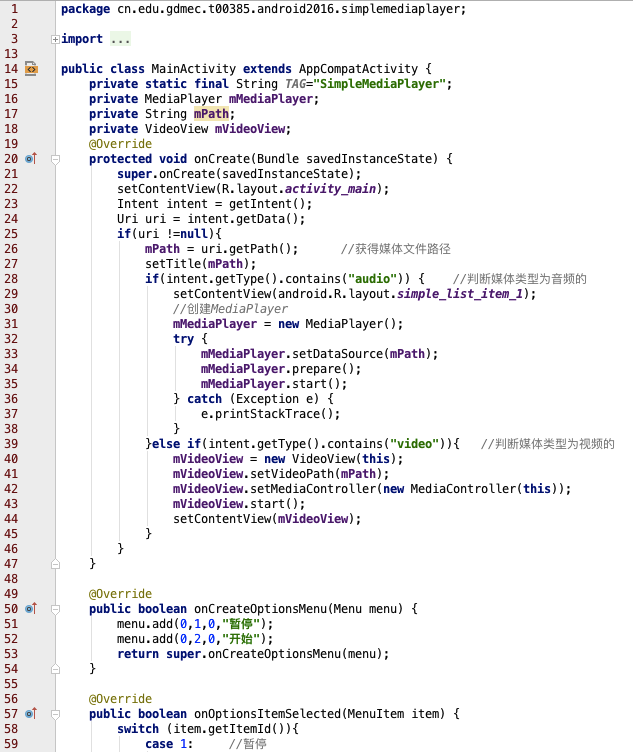 1 package cn.edu.gdmec.t00385.android2016.simplemediaplayer;
2
3 import ...
13
14 public class MainActivity extends AppCompatActivity {
15 private static final String TAG="SimpleMediaPlayer";
16 private MediaPlayer mMediaPlayer;
17 private String mPath;
18 private VideoView mVideoView;
19 @Override
20 protected void onCreate(Bundle savedInstanceState) {
21 super.onCreate(savedInstanceState);
22 setContentView(R.layout.activity_main);
23 Intent intent = getIntent();
24 Uri uri = intent.getData();
25 if(uri !=null){
26 mPath = uri.getPath(); //获得媒体文件路径
27 setTitle(mPath);
28 if(intent.getType().contains("audio")) { //判断媒体类型为音频的
29 setContentView(android.R.layout.simple_list_item_1);
30 //创建MediaPlayer
31 mMediaPlayer = new MediaPlayer();
32 try {
33 mMediaPlayer.setDataSource(mPath);
34 mMediaPlayer.prepare();
35 mMediaPlayer.start();
36 } catch (Exception e) {
37 e.printStackTrace();
38 }
39 }else if(intent.getType().contains("video")){ //判断媒体类型为视频的
40 mVideoView = new VideoView(this);
41 mVideoView.setVideoPath(mPath);
42 mVideoView.setMediaController(new MediaController(this));
43 mVideoView.start();
44 setContentView(mVideoView);
45 }
46 }
47 }
48
49 @Override
50 public boolean onCreateOptionsMenu(Menu menu) {
51 menu.add(0,1,0,"暂停");
52 menu.add(0,2,0,"开始");
53 return super.onCreateOptionsMenu(menu);
54 }
55
56 @Override
57 public boolean onOptionsItemSelected(MenuItem item) {
58 switch (item.getItemId()){
59 case 1: //暂停